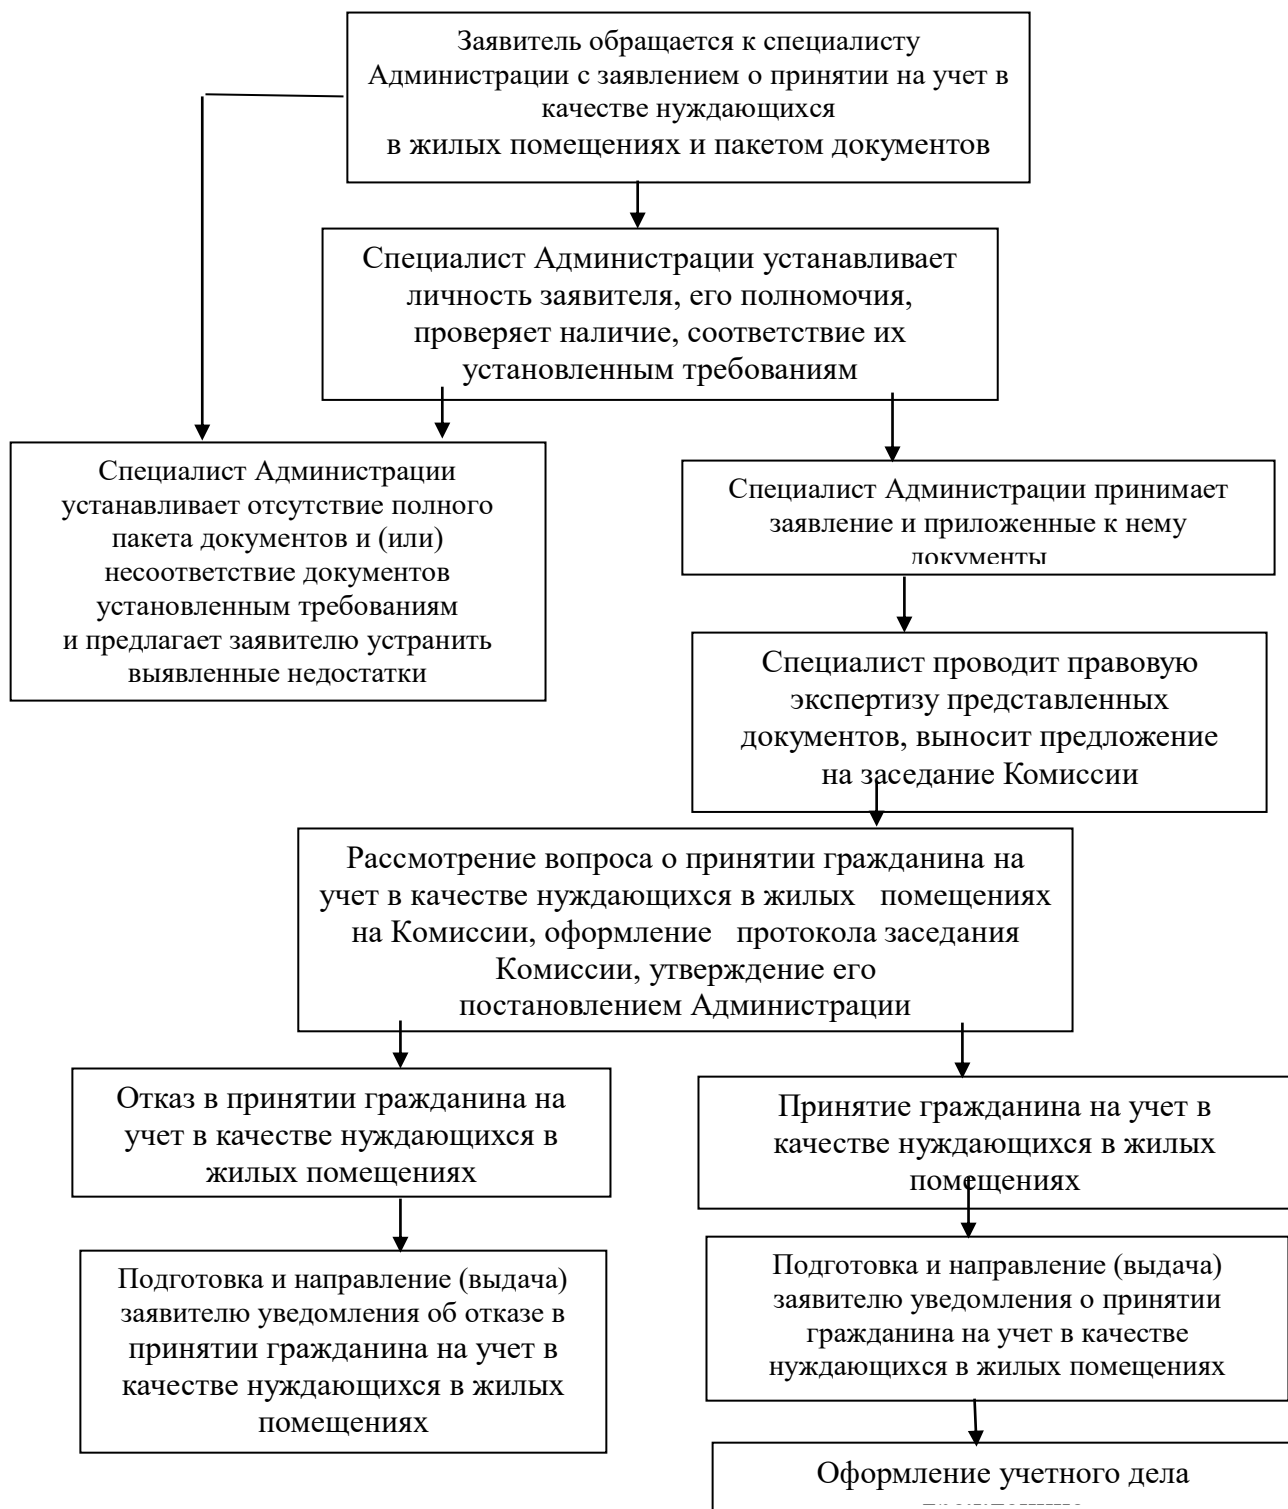 Заявитель обращается к специалисту
Администрации с заявлением о принятии на учет в
качестве нуждающихся
в жилых помещениях и пакетом документов
Специалист Администрации устанавливает
личность заявителя, его полномочия,
проверяет наличие, соответствие их
установленным требованиям
Специалист Администрации
устанавливает отсутствие полного
пакета документов и (или)
несоответствие документов
установленным требованиям
и предлагает заявителю устранить
выявленные недостатки
Специалист Администрации принимает
заявление и приложенные к нему
документы
Специалист проводит правовую
экспертизу представленных
документов, выносит предложение
на заседание Комиссии
Рассмотрение вопроса о принятии гражданина на
учет в качестве нуждающихся в жилых помещениях
на Комиссии, оформление протокола заседания
Комиссии, утверждение его
постановлением Администрации
Отказ в принятии гражданина на
учет в качестве нуждающихся в
жилых помещениях
Принятие гражданина на учет в
качестве нуждающихся в жилых
помещениях
Подготовка и направление (выдача)
заявителю уведомления об отказе в
принятии гражданина на учет в
качестве нуждающихся в жилых
помещениях
Подготовка и направление (выдача)
заявителю уведомления о принятии
гражданина на учет в качестве
нуждающихся в жилых помещениях
Оформление учетного дела